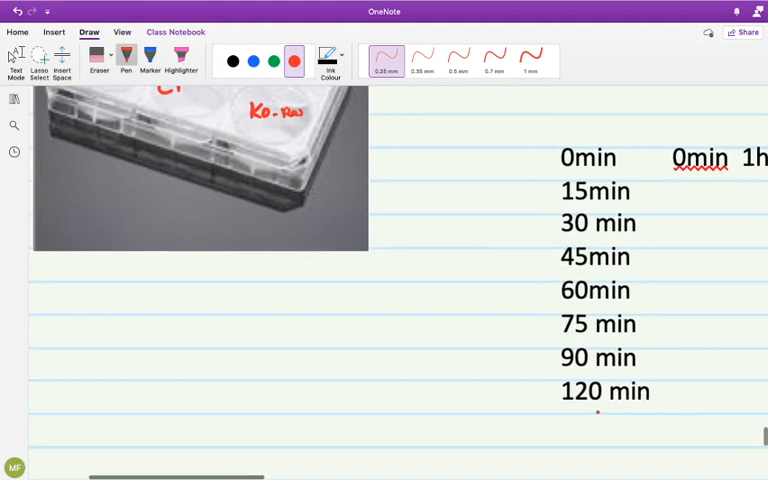 OneNote
Home Insert Draw View Class Notebook
Share
Text Mode
Lasso Select
Insert Space
Eraser
Pen
Marker
Highlighter
Ink Colour
0.25 mm
0.35 mm
0.5 mm
0.7 mm
1 mm
0min 0min 1h
15min
30 min
45min
60min
75 min
90 min
120 min
MF